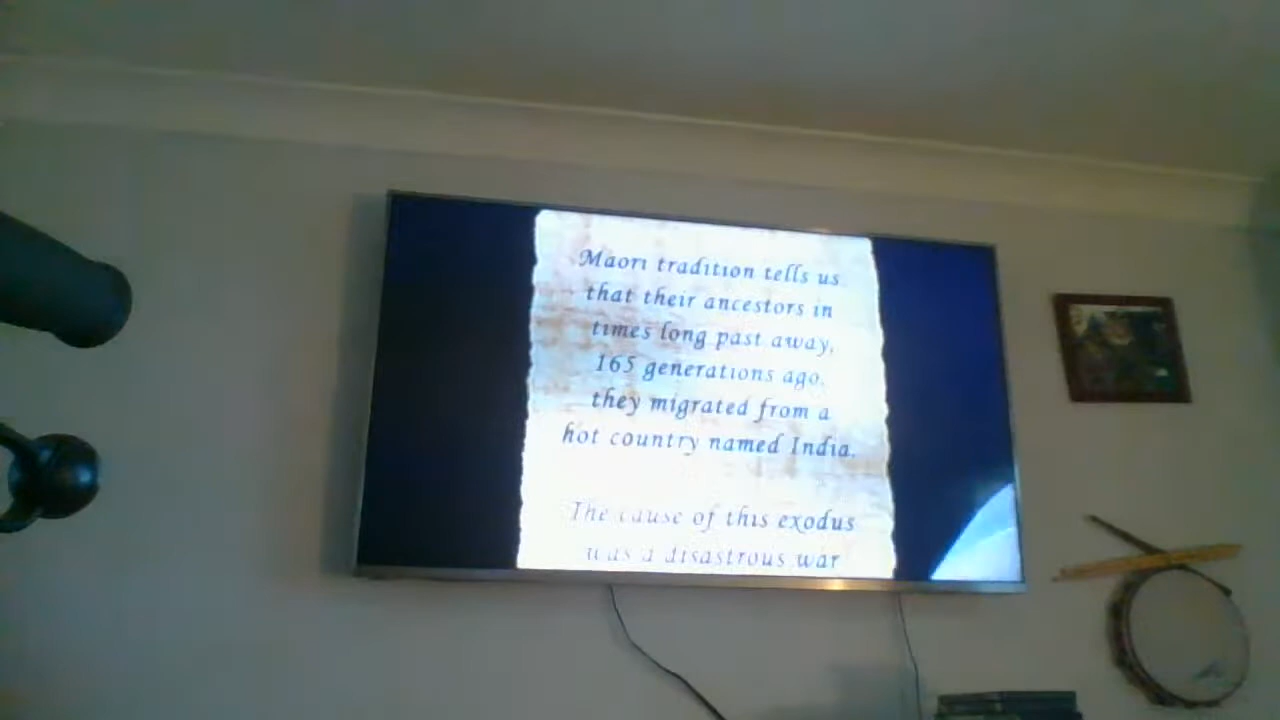 Maori tradition tells us
that their ancestors in
times long past away,
165 generations ago,
they migrated from a
hot country named India.
The cause of this exodus
was a disastrous war